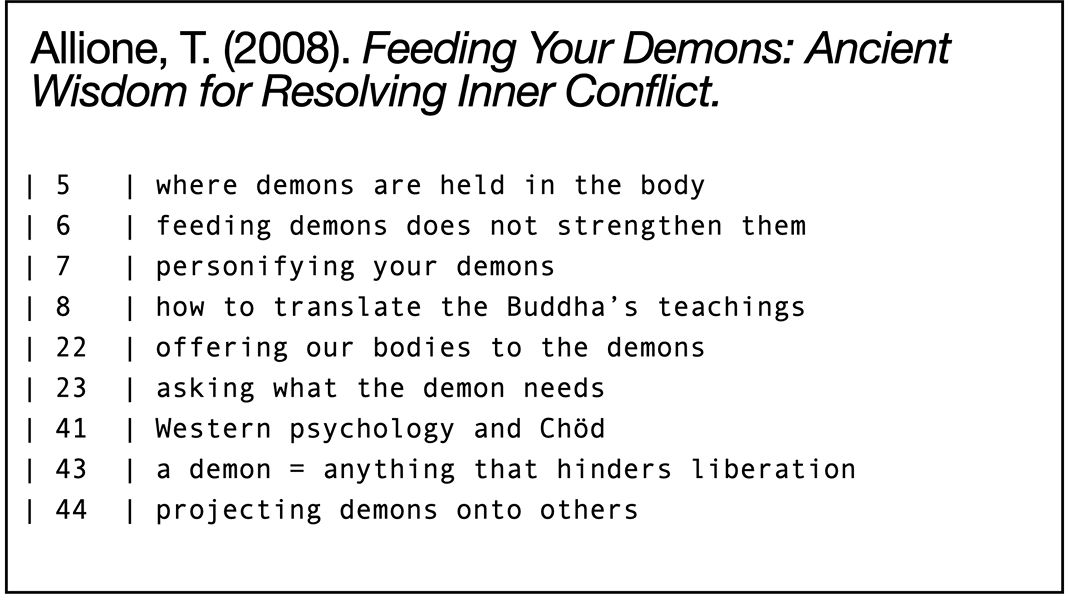 Allione, T. (2008). Feeding Your Demons: Ancient
Wisdom for Resolving Inner Conflict.
| 5 | where demons are held in the body
| 6 | feeding demons does not strengthen them
| 7 | personifying your demons
| 8 | how to translate the Buddha’s teachings
| 22 | offering our bodies to the demons
| 23 | asking what the demon needs
| 41 | Western psychology and Chöd
| 43 | a demon = anything that hinders liberation
| 44 | projecting demons onto others